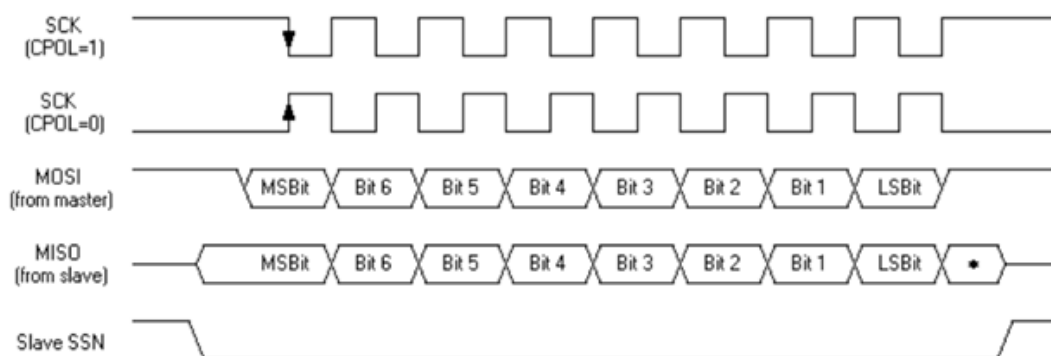 SCK
(CPOL=1)
SCK
(CPOL=0)
MOSI
(from master)
MSBit Bit 6 Bit 5 Bit 4 Bit 3 Bit 2 Bit 1 LSBit
MISO
(from slave)
MSBit Bit 6 Bit 5 Bit 4 Bit 3 Bit 2 Bit 1 LSBit *
Slave SSN